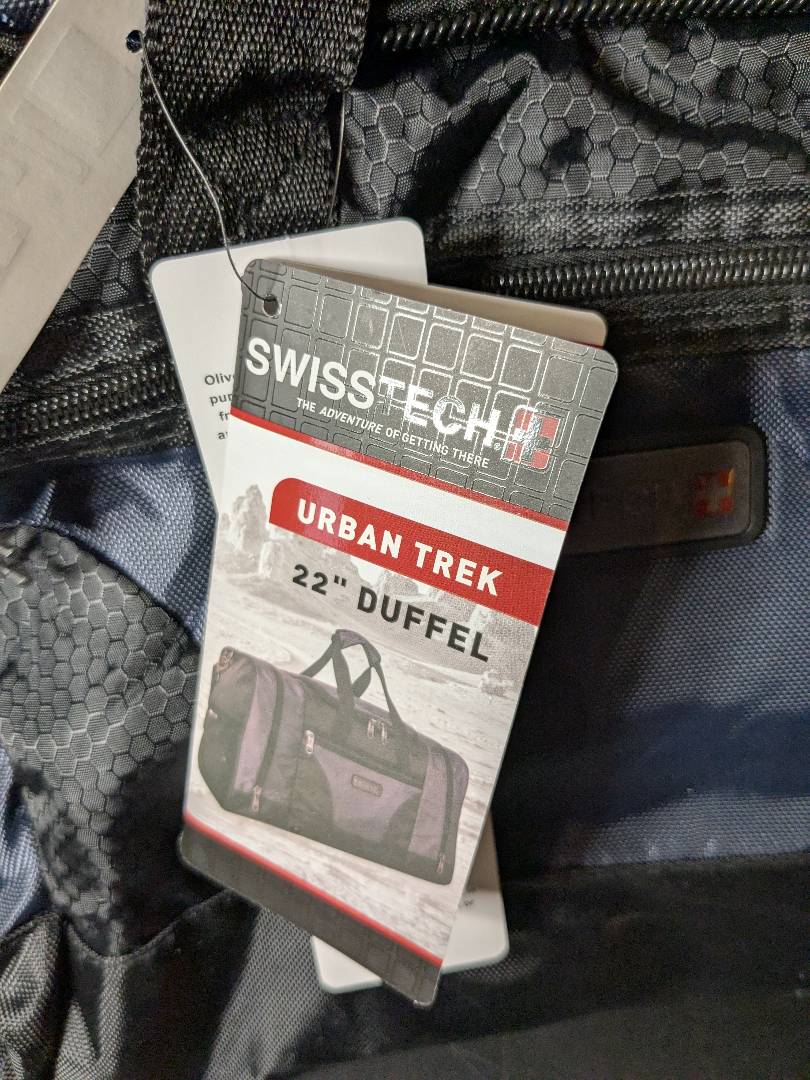 SWISSTECH
THE ADVENTURE OF GETTING THERE
URBAN TREK
22" DUFFEL